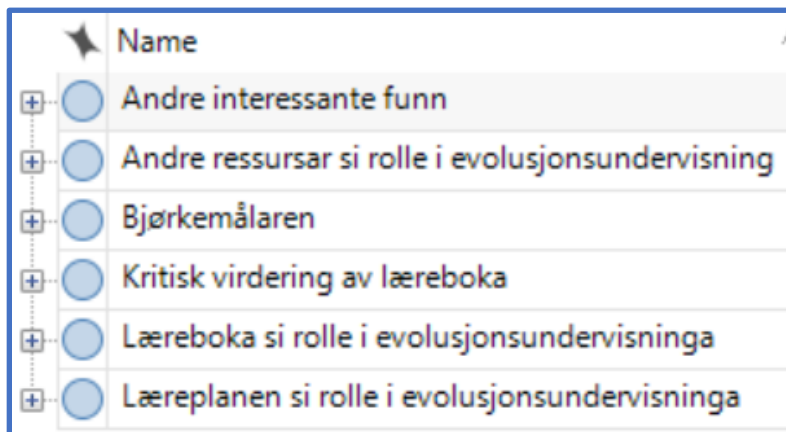 Name
Andre interessante funn
Andre ressursar si rolle i evolusjonsundervisning
Bjørkemålaren
Kritisk virdering av læreboka
Læreboka si rolle i evolusjonsundervisninga
Læreplanen si rolle i evolusjonsundervisninga